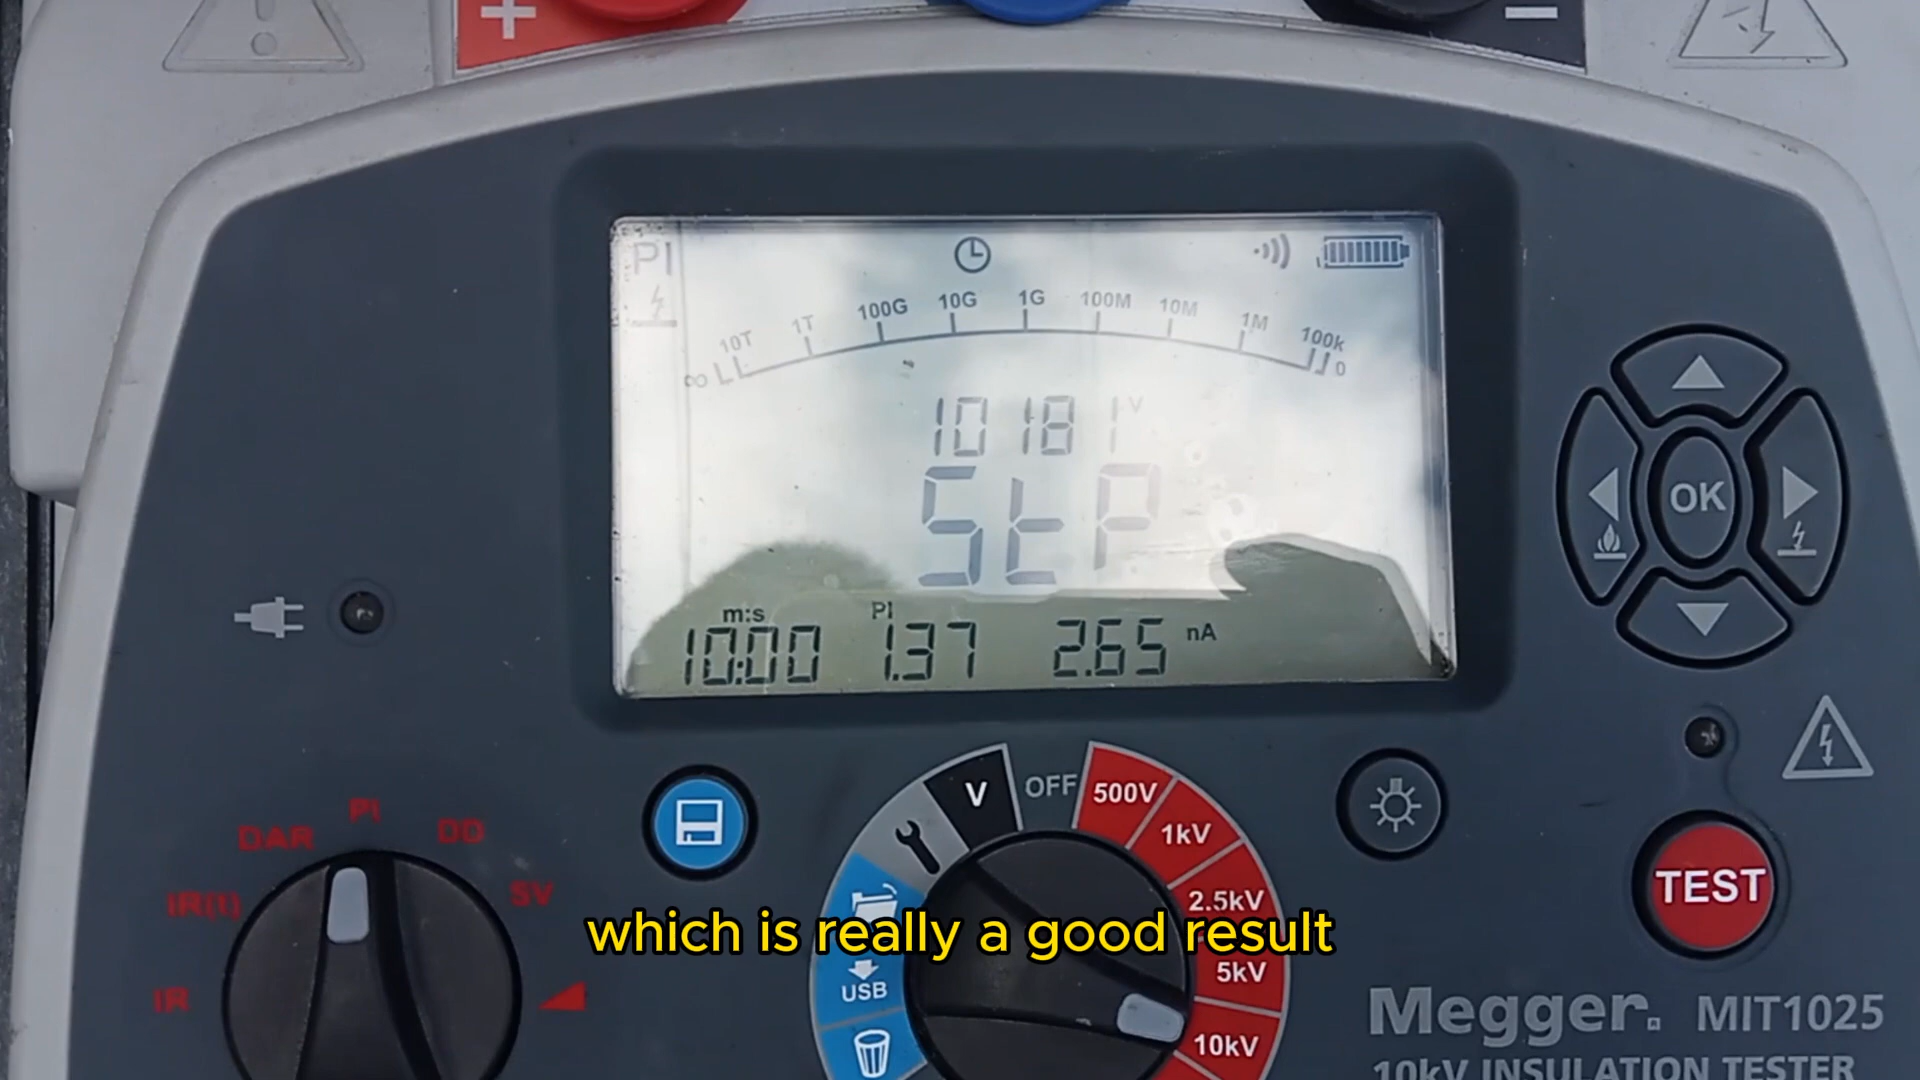 +
−
PI
10T 1T 100G 10G 1G 100M 10M 1M 100k
∞ 0
10181 V
StP
m:s PI
10:00 1.37 2.65 nA
OK
V OFF 500V
1kV
2.5kV
5kV
10kV
USB
DAR PI DD
IR(t) SV
IR
TEST
which is really a good result
Megger. MIT1025
10kV INSULATION TESTER